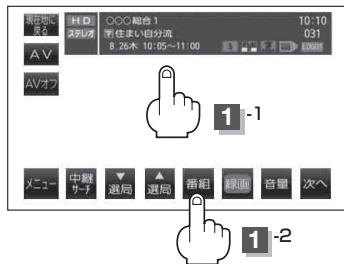 現在地に
戻る
HD
ステレオ
○○○総合1
字住まい自分流
8.26木 10:05~11:00
10:10
031
S
字
LOGO1
AV
AVオフ
1-1
メニュー
中継
サーチ
▼
選局
▲
選局
番組
録画
音量
次へ
1-2